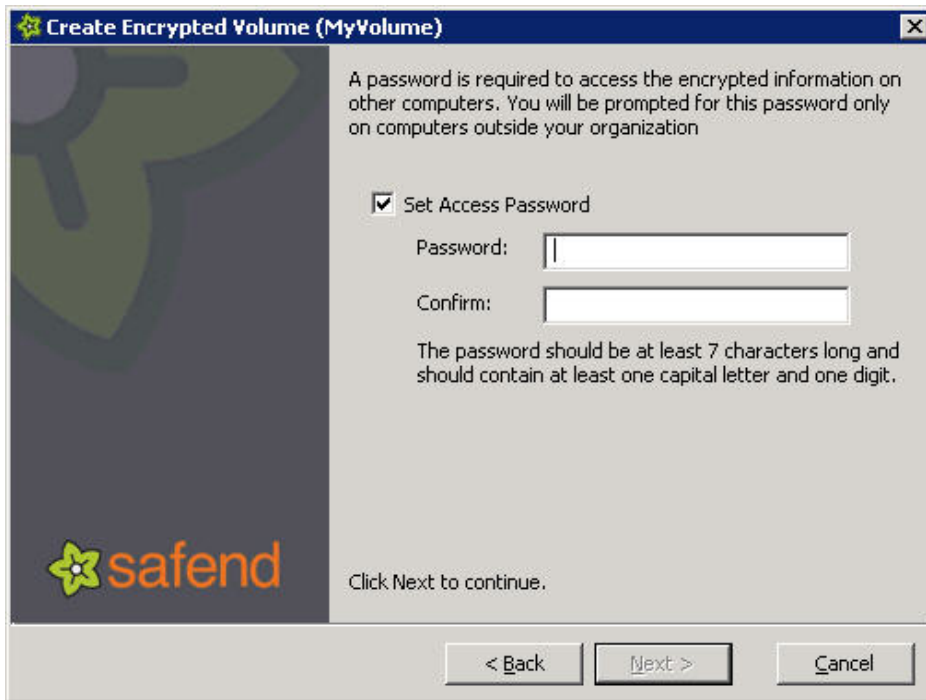 Create Encrypted Volume (MyVolume)
A password is required to access the encrypted information on
other computers. You will be prompted for this password only
on computers outside your organization
Set Access Password
Password:
Confirm:
The password should be at least 7 characters long and
should contain at least one capital letter and one digit.
safend
Click Next to continue.
< Back
Next >
Cancel